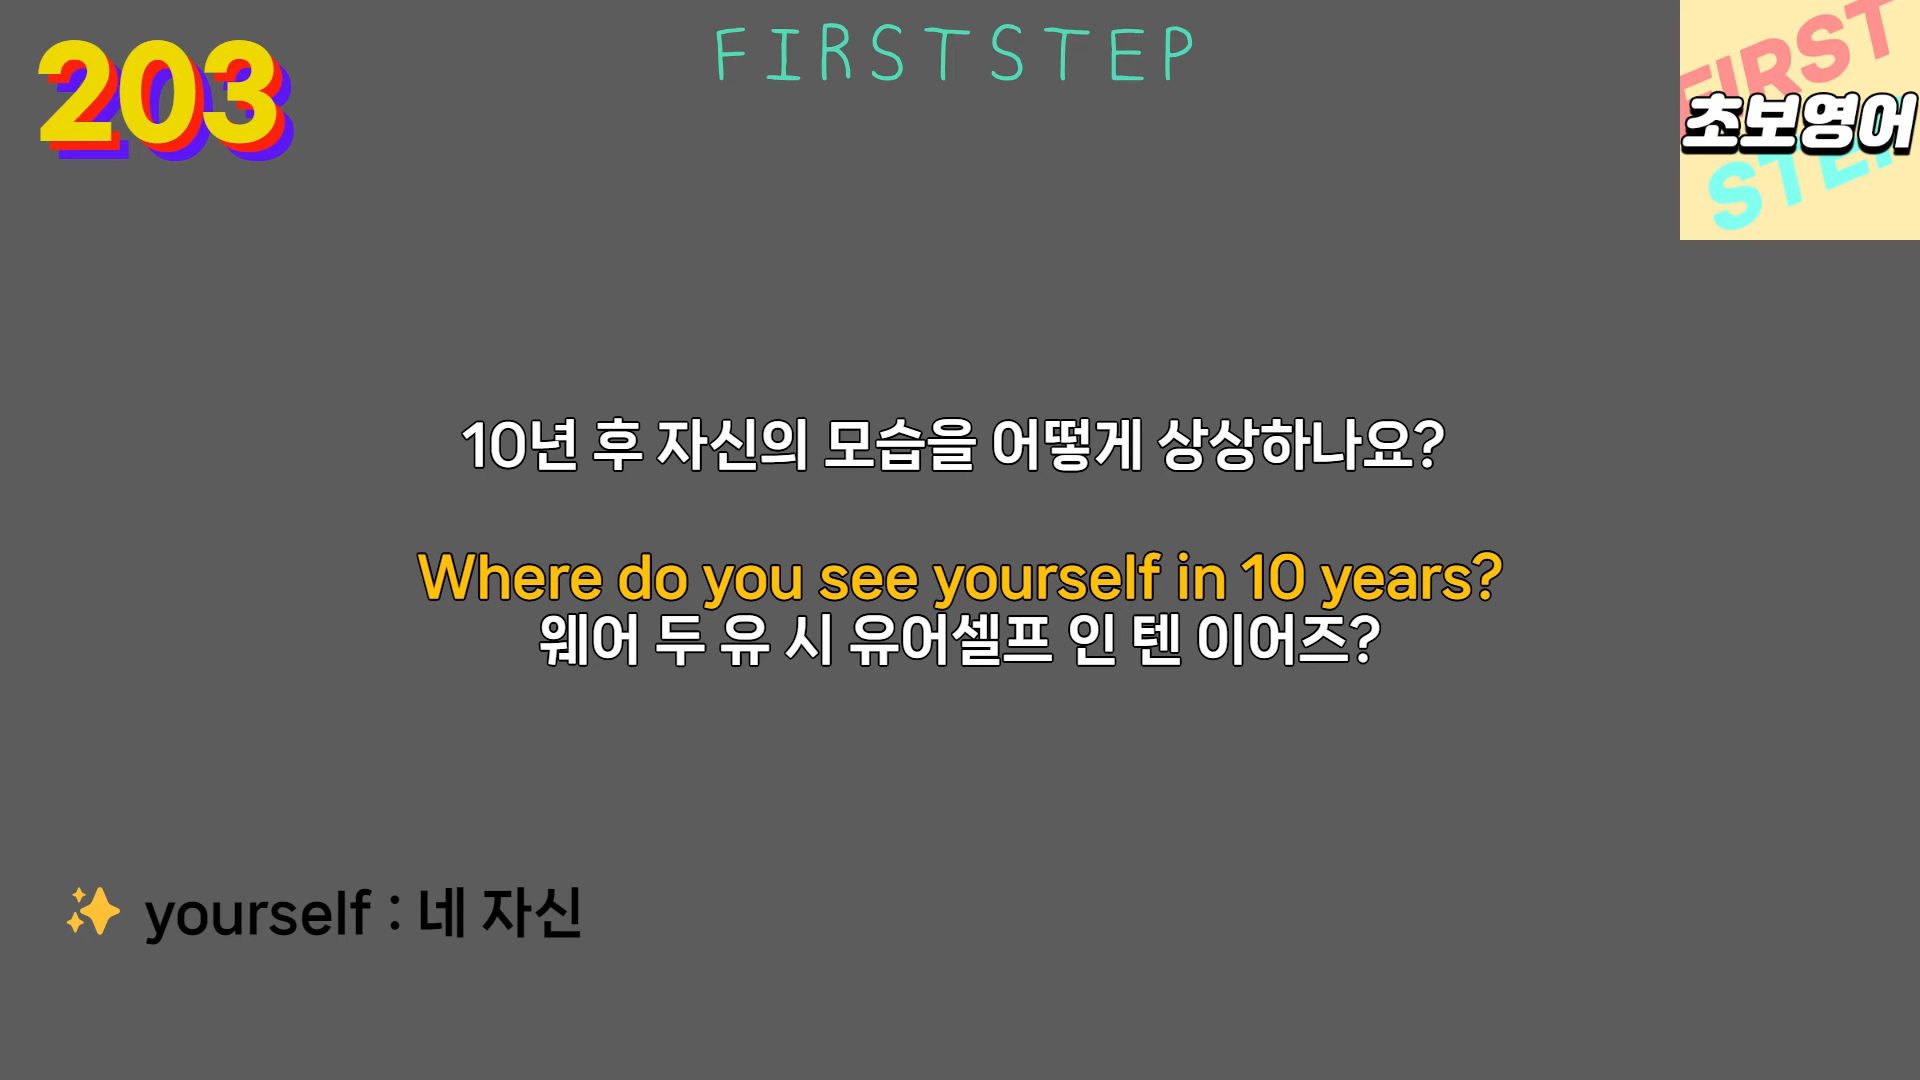 203
FIRSTSTEP
FIRST
초보영어
STEP
10년 후 자신의 모습을 어떻게 상상하나요?
Where do you see yourself in 10 years?
웨어 두 유 시 유어셀프 인 텐 이어즈?
✨ yourself : 네 자신